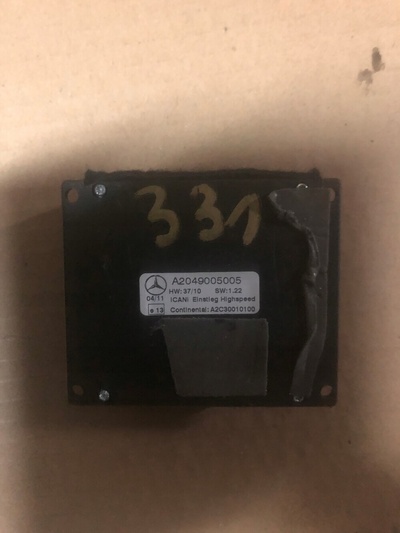 331
A2049005005
HW: 37/10 SW: 1.22
04/11 ICAN: Einstieg Highspeed
e 13 Continental: A2C30010100